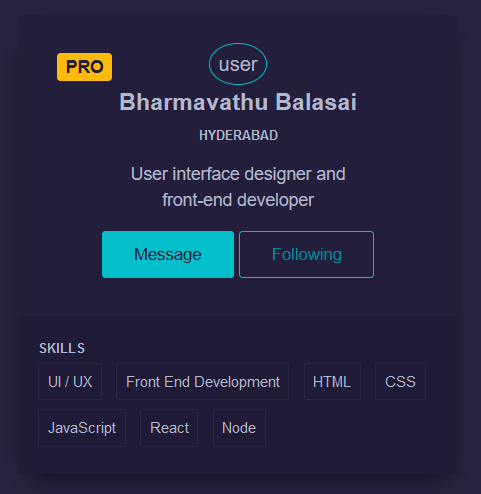 PRO
user
Bharmavathu Balasai
HYDERABAD
User interface designer and
front-end developer
Message Following
SKILLS
UI / UX Front End Development HTML CSS
JavaScript React Node